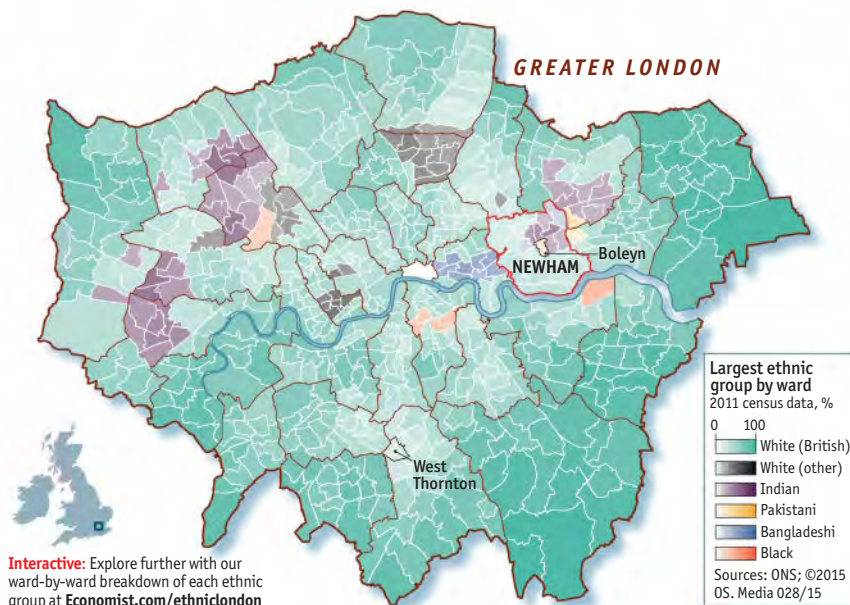 GREATER LONDON
Boleyn
NEWHAM
West
Thornton
Largest ethnic
group by ward
2011 census data, %
0 100
White (British)
White (other)
Indian
Pakistani
Bangladeshi
Black
Sources: ONS; ©2015
OS. Media 028/15
Interactive: Explore further with our
ward-by-ward breakdown of each ethnic
group at Economist.com/ethniclondon